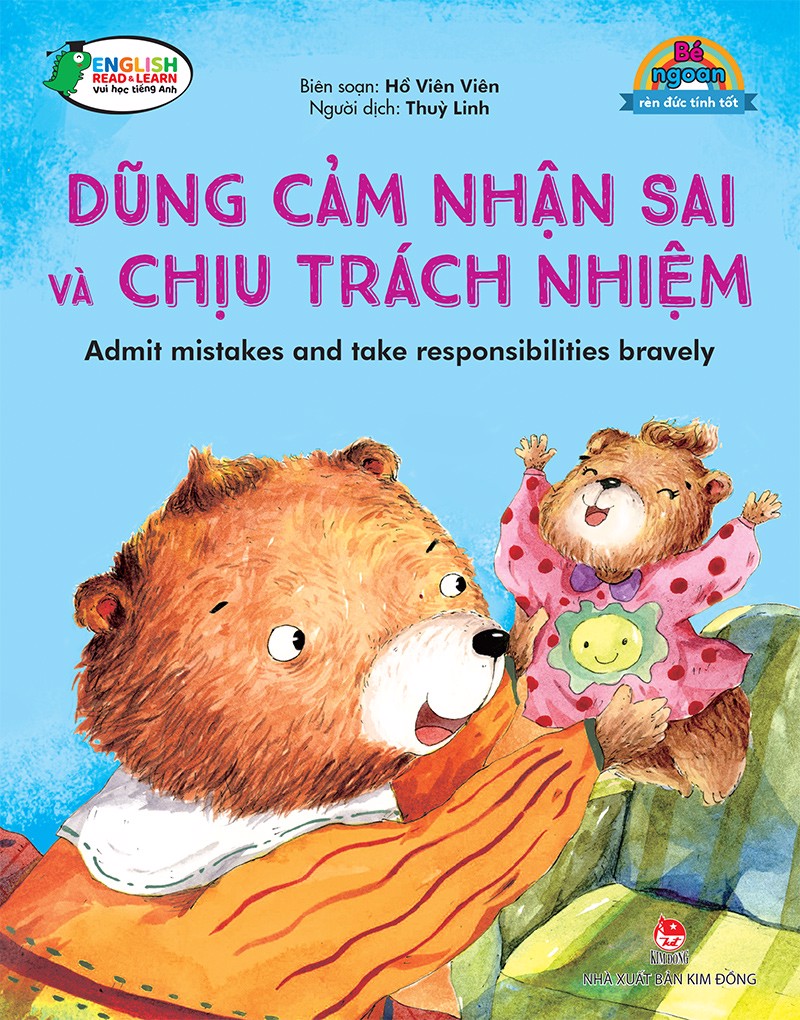 ENGLISH
READ & LEARN
Vui học tiếng Anh
Biên soạn: Hồ Viên Viên
Người dịch: Thuỳ Linh
Bé
ngoan
rèn đức tính tốt
DŨNG CẢM NHẬN SAI
VÀ CHỊU TRÁCH NHIỆM
Admit mistakes and take responsibilities bravely
KIM ĐỒNG
NHÀ XUẤT BẢN KIM ĐỒNG